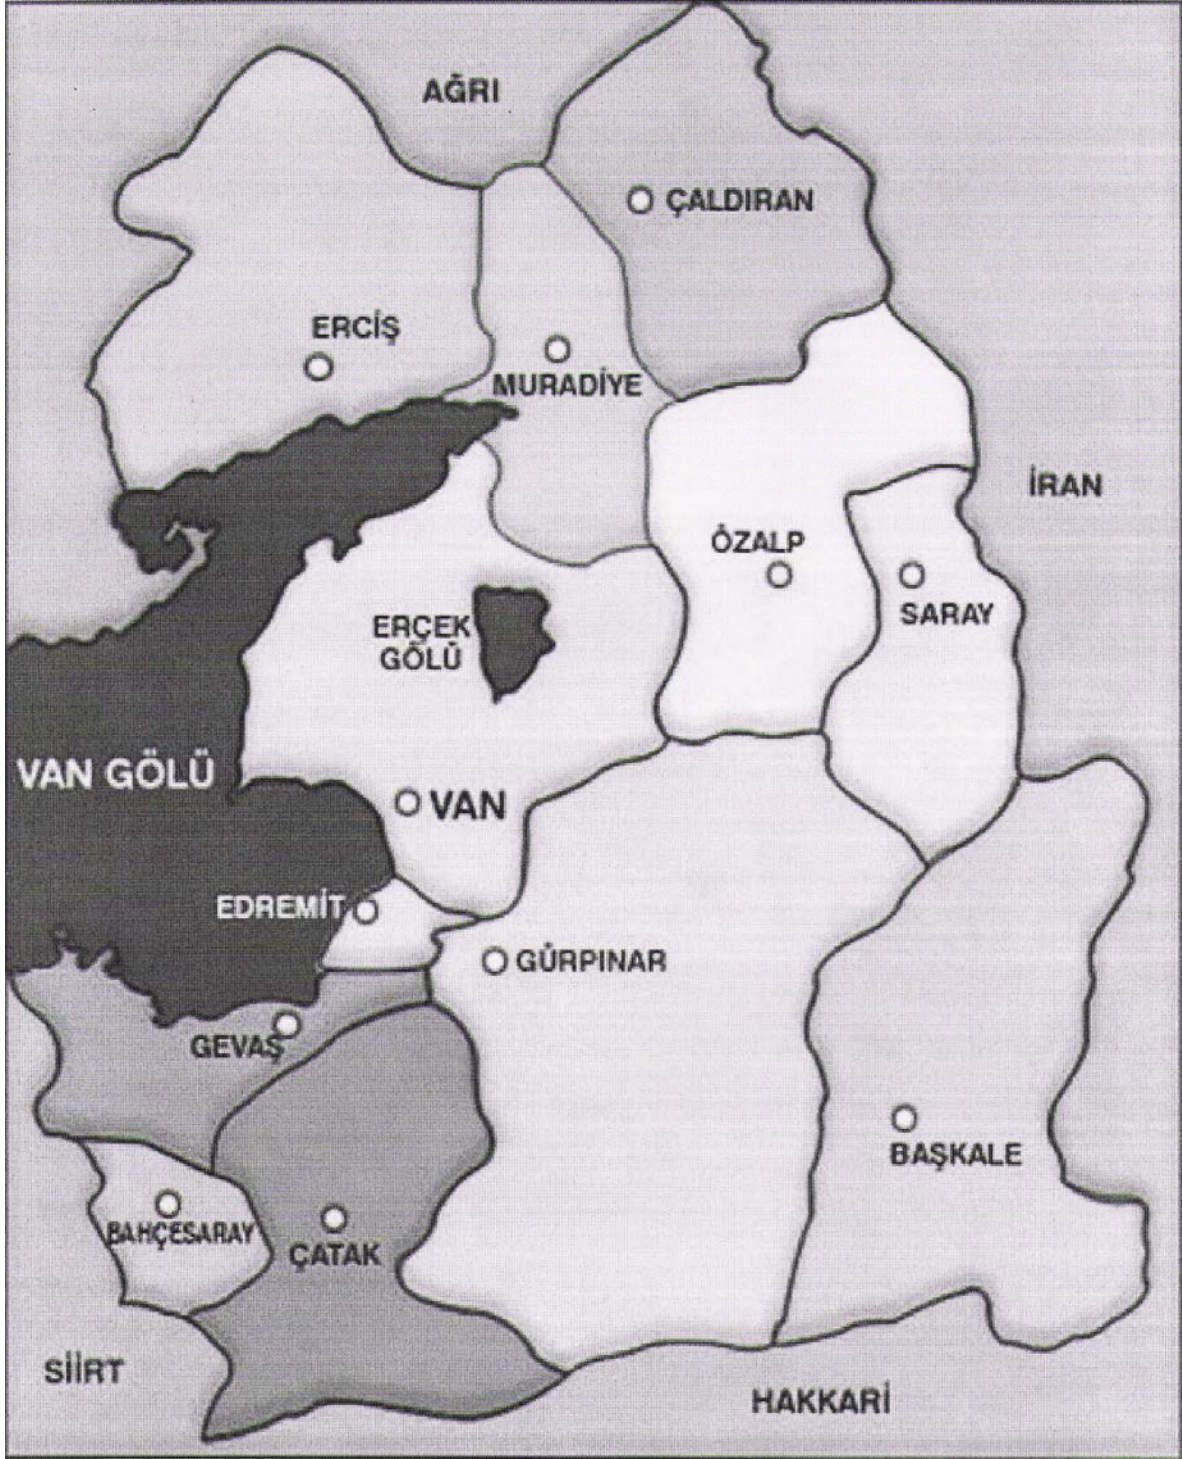 AĞRI
ÇALDIRAN
ERCİŞ
MURADİYE
İRAN
ÖZALP
SARAY
ERÇEK
GÖLÜ
VAN GÖLÜ
VAN
EDREMİT
GÜRPINAR
GEVAŞ
BAŞKALE
BAHÇESARAY
ÇATAK
SİİRT
HAKKARİ